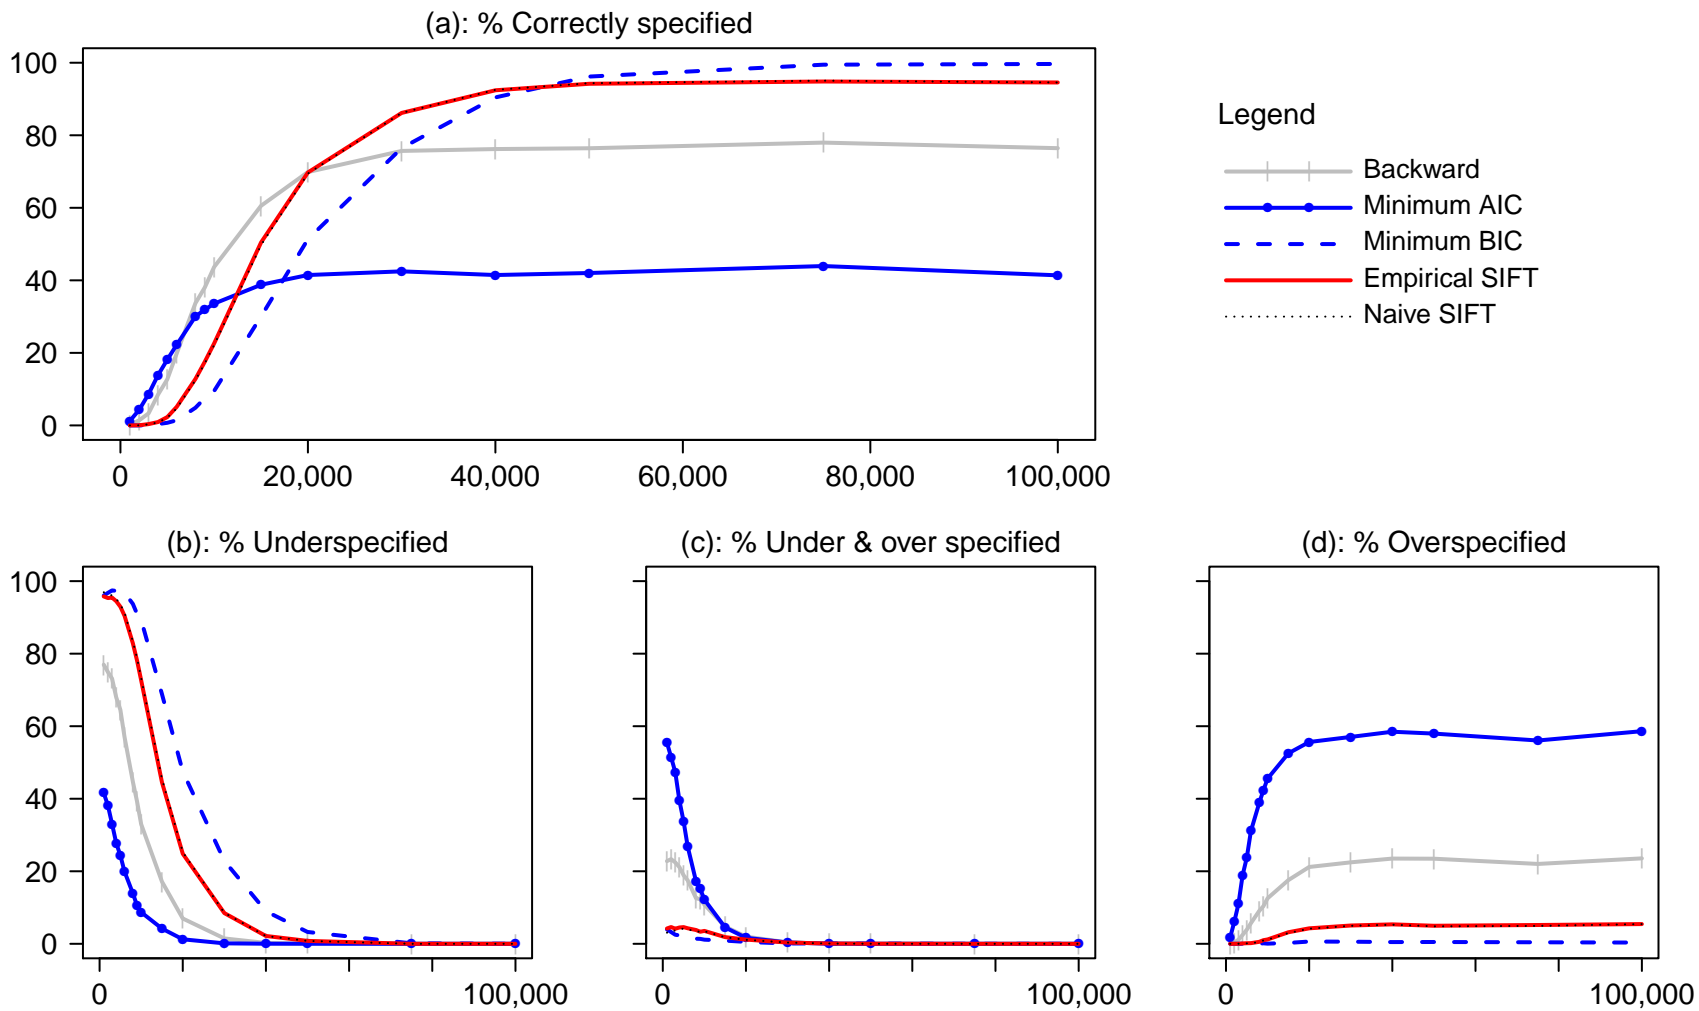 (a): % Correctly specified
100
80
60
40
20
0
0 20,000 40,000 60,000 80,000 100,000
Legend
Backward
Minimum AIC
Minimum BIC
Empirical SIFT
Naive SIFT
(b): % Underspecified
100
80
60
40
20
0
0 100,000
(c): % Under & over specified
0 100,000
(d): % Overspecified
0 100,000